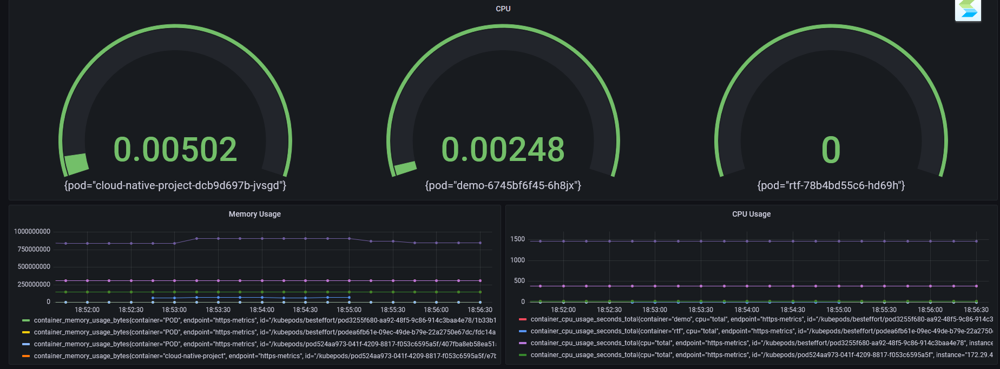 CPU
0.00502
0.00248
0
{pod="cloud-native-project-dcb9d697b-jvsgd"}
{pod="demo-6745bf6f45-6h8jx"}
{pod="rtf-78b4bd55c6-hd69h"}
Memory Usage
1000000000
750000000
500000000
250000000
0
18:52:00 18:52:30 18:53:00 18:53:30 18:54:00 18:54:30 18:55:00 18:55:30 18:56:00 18:56:30
container_memory_usage_bytes{container="POD", endpoint="https-metrics", id="/kubepods/besteffort/pod3255f680-aa92-48f5-9c86-914c3baa4e78/1b33b1
container_memory_usage_bytes{container="POD", endpoint="https-metrics", id="/kubepods/besteffort/podea6fb61e-09ec-49de-b79e-22a2750e67dc/fdc14a
container_memory_usage_bytes{container="POD", endpoint="https-metrics", id="/kubepods/pod524aa973-041f-4209-8817-f053c6595a5f/407fba8eb58ea51
container_memory_usage_bytes{container="cloud-native-project", endpoint="https-metrics", id="/kubepods/pod524aa973-041f-4209-8817-f053c6595a5f/e7
CPU Usage
1500
1000
500
0
18:52:00 18:52:30 18:53:00 18:53:30 18:54:00 18:54:30 18:55:00 18:55:30 18:56:00 18:56:30
container_cpu_usage_seconds_total{container="demo", cpu="total", endpoint="https-metrics", id="/kubepods/besteffort/pod3255f680-aa92-48f5-9c86-914c3
container_cpu_usage_seconds_total{container="rtf", cpu="total", endpoint="https-metrics", id="/kubepods/besteffort/podea6fb61e-09ec-49de-b79e-22a2750
container_cpu_usage_seconds_total{cpu="total", endpoint="https-metrics", id="/kubepods/besteffort/pod3255f680-aa92-48f5-9c86-914c3baa4e78", instance
container_cpu_usage_seconds_total{cpu="total", endpoint="https-metrics", id="/kubepods/pod524aa973-041f-4209-8817-f053c6595a5f", instance="172.29.4